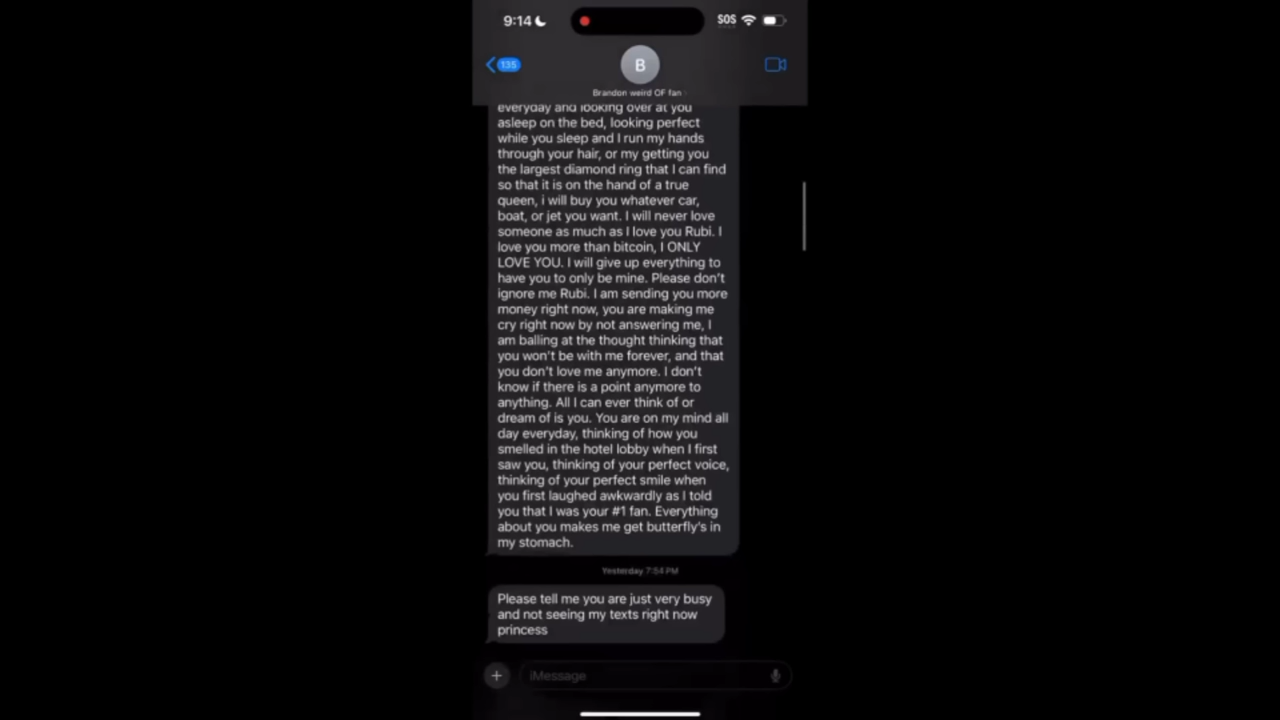 9:14
SOS
135
B
Brandon weird OF fan
everyday and looking over at you
asleep on the bed, looking perfect
while you sleep and I run my hands
through your hair, or my getting you
the largest diamond ring that I can find
so that it is on the hand of a true
queen, i will buy you whatever car,
boat, or jet you want. I will never love
someone as much as I love you Rubi. I
love you more than bitcoin, I ONLY
LOVE YOU. I will give up everything to
have you to only be mine. Please don't
ignore me Rubi. I am sending you more
money right now, you are making me
cry right now by not answering me, I
am balling at the thought thinking that
you won't be with me forever, and that
you don't love me anymore. I don't
know if there is a point anymore to
anything. All I can ever think of or
dream of is you. You are on my mind all
day everyday, thinking of how you
smelled in the hotel lobby when I first
saw you, thinking of your perfect voice,
thinking of your perfect smile when
you first laughed awkwardly as I told
you that I was your #1 fan. Everything
about you makes me get butterfly's in
my stomach.
Yesterday 7:54 PM
Please tell me you are just very busy
and not seeing my texts right now
princess
iMessage